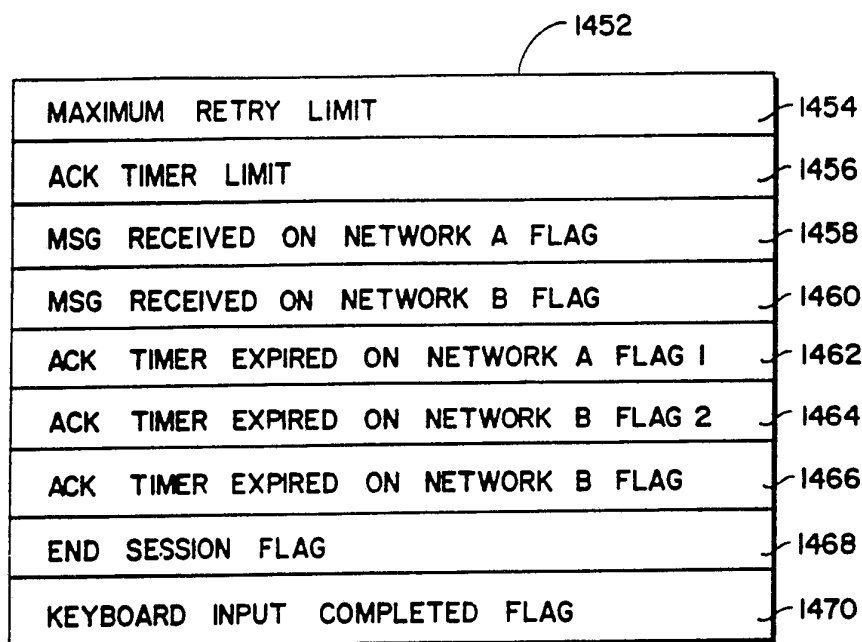 1452
MAXIMUM RETRY LIMIT 1454
ACK TIMER LIMIT 1456
MSG RECEIVED ON NETWORK A FLAG 1458
MSG RECEIVED ON NETWORK B FLAG 1460
ACK TIMER EXPIRED ON NETWORK A FLAG 1 1462
ACK TIMER EXPIRED ON NETWORK B FLAG 2 1464
ACK TIMER EXPIRED ON NETWORK B FLAG 1466
END SESSION FLAG 1468
KEYBOARD INPUT COMPLETED FLAG 1470